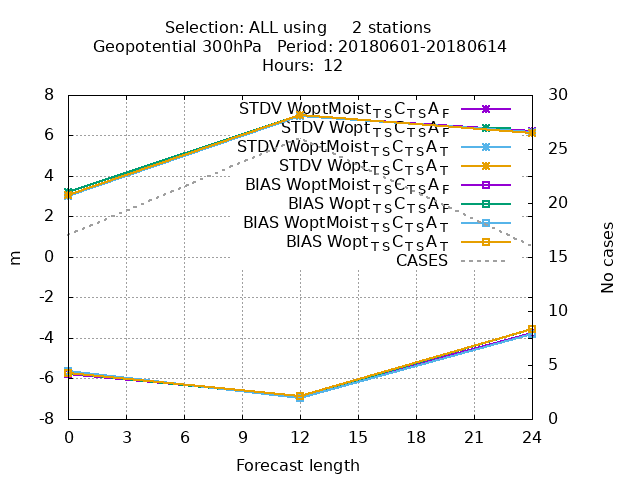 Selection: ALL using     2 stations
Geopotential 300hPa   Period: 20180601-20180614
Hours:  12
8
6
4
2
0
-2
-4
-6
-8
m
30
25
20
15
10
5
0
No cases
STDV WoptMoist_TS C_TS A_F
STDV Wopt_TS C_TS A_F
STDV WoptMoist_TS C_TS A_T
STDV Wopt_TS C_TS A_T
BIAS WoptMoist_TS C_TS A_F
BIAS Wopt_TS C_TS A_F
BIAS WoptMoist_TS C_TS A_T
BIAS Wopt_TS C_TS A_T
CASES
0 3 6 9 12 15 18 21 24
Forecast length